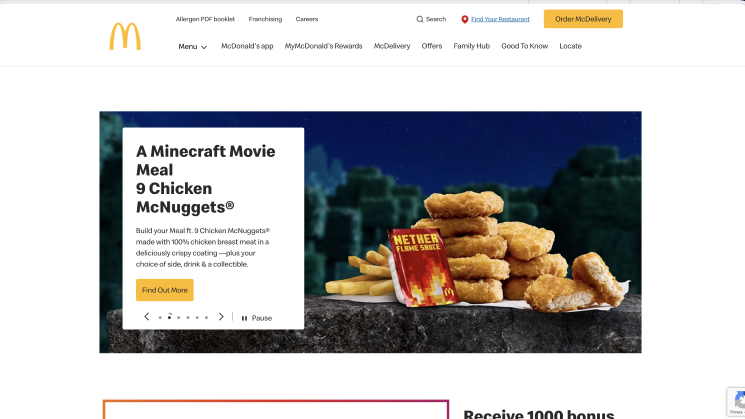 Allergen PDF booklet Franchising Careers Search Find Your Restaurant Order McDelivery
Menu McDonald's app MyMcDonald's Rewards McDelivery Offers Family Hub Good To Know Locate
A Minecraft Movie
Meal
9 Chicken
McNuggets®
Build your Meal ft. 9 Chicken McNuggets®
made with 100% chicken breast meat in a
deliciously crispy coating —plus your
choice of side, drink & a collectible.
Find Out More
Pause
NETHER
FLAME SAUCE
Receive 1000 bonus
Privacy